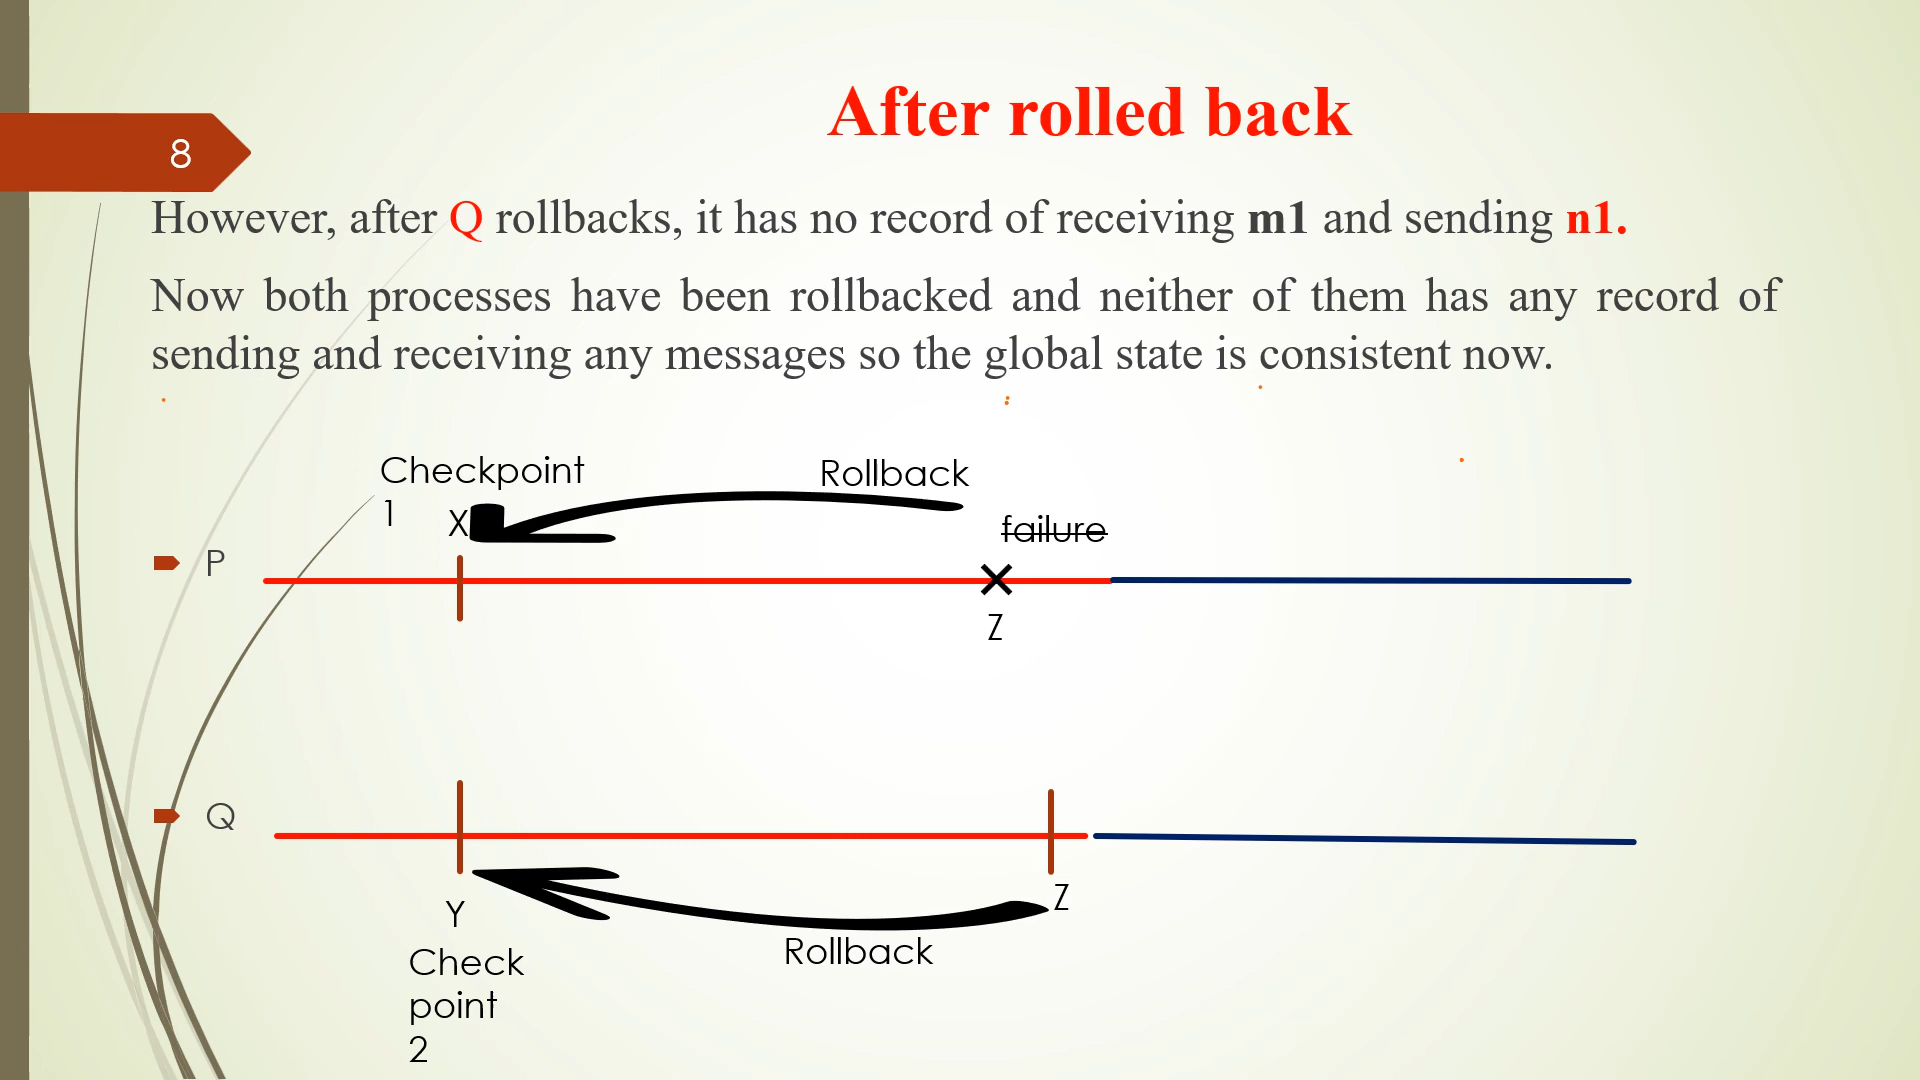 After rolled back
8
However, after Q rollbacks, it has no record of receiving m1 and sending n1.
Now both processes have been rollbacked and neither of them has any record of
sending and receiving any messages so the global state is consistent now.
Checkpoint
1
X
Rollback
failure
P
Z
Q
Z
Y
Rollback
Check
point
2